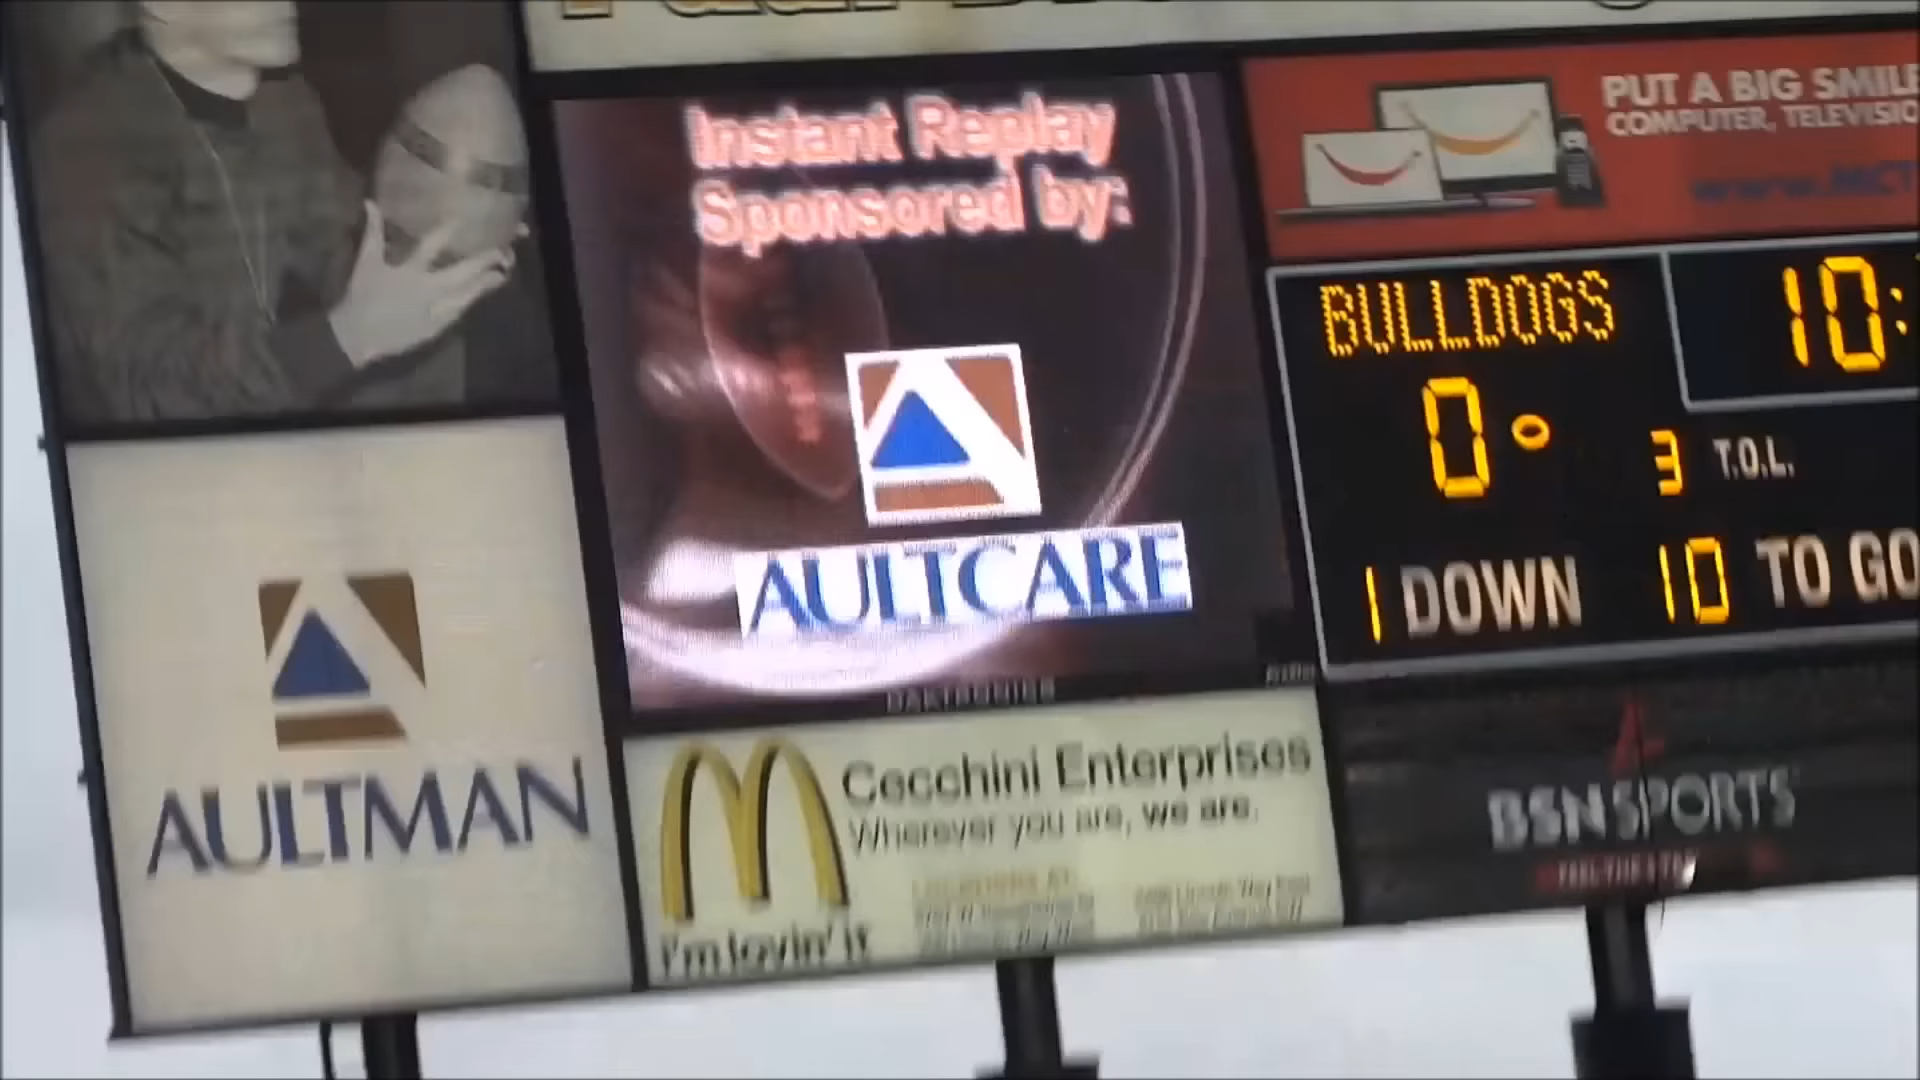 Instant Replay
Sponsored by:
AULTCARE
PUT A BIG SMILE
COMPUTER, TELEVISIO
BULLDOGS
10:
0
3 T.O.L.
1 DOWN 10 TO GO
AULTMAN
Cecchini Enterprises
Wherever you are, we are.
i'm lovin' it
BSN SPORTS